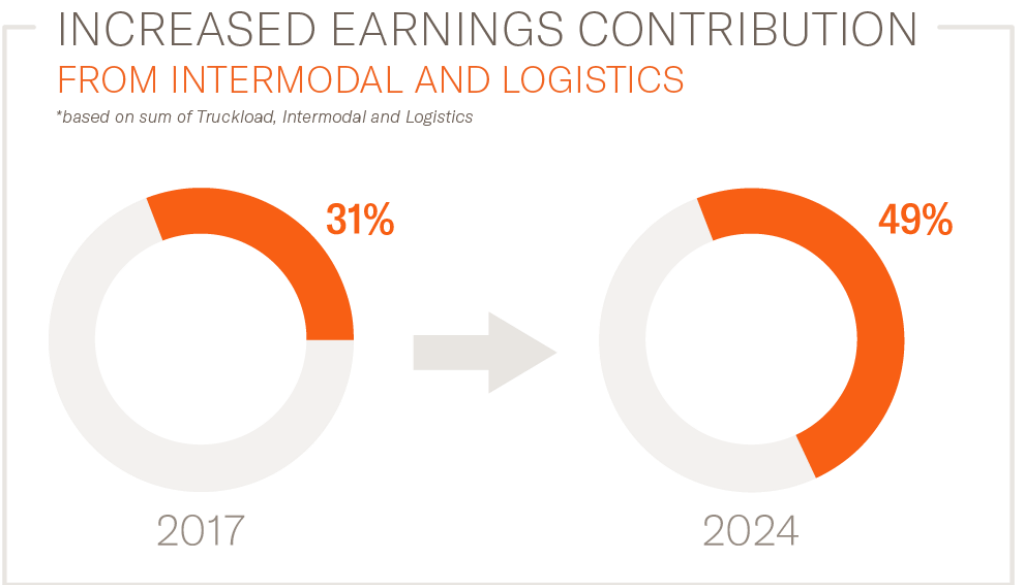 INCREASED EARNINGS CONTRIBUTION
FROM INTERMODAL AND LOGISTICS
*based on sum of Truckload, Intermodal and Logistics
31%
49%
2017
2024